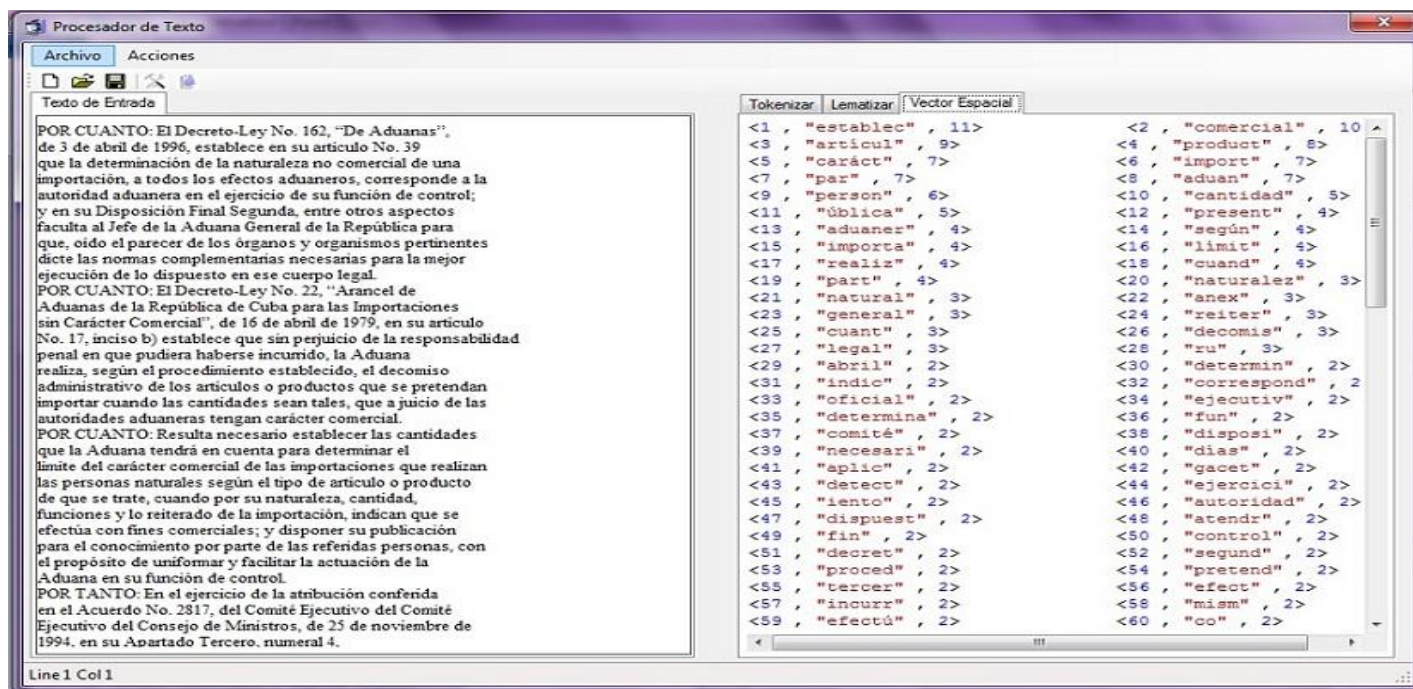 Procesador de Texto
Archivo Acciones
Texto de Entrada
POR CUANTO: El Decreto-Ley No. 162, “De Aduanas”,
de 3 de abril de 1996, establece en su artículo No. 39
que la determinación de la naturaleza no comercial de una
importación, a todos los efectos aduaneros, corresponde a la
autoridad aduanera en el ejercicio de su función de control;
y en su Disposición Final Segunda, entre otros aspectos
faculta al Jefe de la Aduana General de la República para
que, oído el parecer de los órganos y organismos pertinentes
dicte las normas complementarias necesarias para la mejor
ejecución de lo dispuesto en ese cuerpo legal.
POR CUANTO: El Decreto-Ley No. 22, “Arancel de
Aduanas de la República de Cuba para las Importaciones
sin Carácter Comercial”, de 16 de abril de 1979, en su artículo
No. 17, inciso b) establece que sin perjuicio de la responsabilidad
penal en que pudiera haberse incurrido, la Aduana
realiza, según el procedimiento establecido, el decomiso
administrativo de los artículos o productos que se pretendan
importar cuando las cantidades sean tales, que a juicio de las
autoridades aduaneras tengan carácter comercial.
POR CUANTO: Resulta necesario establecer las cantidades
que la Aduana tendrá en cuenta para determinar el
límite del carácter comercial de las importaciones que realizan
las personas naturales según el tipo de artículo o producto
de que se trate, cuando por su naturaleza, cantidad,
funciones y lo reiterado de la importación, indican que se
efectúa con fines comerciales; y disponer su publicación
para el conocimiento por parte de las referidas personas, con
el propósito de uniformar y facilitar la actuación de la
Aduana en su función de control.
POR TANTO: En el ejercicio de la atribución conferida
en el Acuerdo No. 2817, del Comité Ejecutivo del Comité
Ejecutivo del Consejo de Ministros, de 25 de noviembre de
1994, en su Apartado Tercero, numeral 4,
Tokenizar Lematizar Vector Espacial
<1 , "establec" , 11> <2 , "comercial" , 10
<3 , "artícul" , 9> <4 , "product" , 8>
<5 , "caráct" , 7> <6 , "import" , 7>
<7 , "par" , 7> <8 , "aduan" , 7>
<9 , "person" , 6> <10 , "cantidad" , 5>
<11 , "ública" , 5> <12 , "present" , 4>
<13 , "aduaner" , 4> <14 , "según" , 4>
<15 , "importa" , 4> <16 , "límit" , 4>
<17 , "realiz" , 4> <18 , "cuand" , 4>
<19 , "part" , 4> <20 , "naturalez" , 3>
<21 , "natural" , 3> <22 , "anex" , 3>
<23 , "general" , 3> <24 , "reiter" , 3>
<25 , "cuant" , 3> <26 , "decomis" , 3>
<27 , "legal" , 3> <28 , "ru" , 3>
<29 , "abril" , 2> <30 , "determin" , 2>
<31 , "indic" , 2> <32 , "correspond" , 2
<33 , "oficial" , 2> <34 , "ejecutiv" , 2>
<35 , "determina" , 2> <36 , "fun" , 2>
<37 , "comité" , 2> <38 , "disposi" , 2>
<39 , "necesari" , 2> <40 , "días" , 2>
<41 , "aplic" , 2> <42 , "gacet" , 2>
<43 , "detect" , 2> <44 , "ejercici" , 2>
<45 , "iento" , 2> <46 , "autoridad" , 2>
<47 , "dispuest" , 2> <48 , "atendr" , 2>
<49 , "fin" , 2> <50 , "control" , 2>
<51 , "decret" , 2> <52 , "segund" , 2>
<53 , "proced" , 2> <54 , "pretend" , 2>
<55 , "tercer" , 2> <56 , "efect" , 2>
<57 , "incurr" , 2> <58 , "mism" , 2>
<59 , "efectú" , 2> <60 , "co" , 2>
Line 1 Col 1